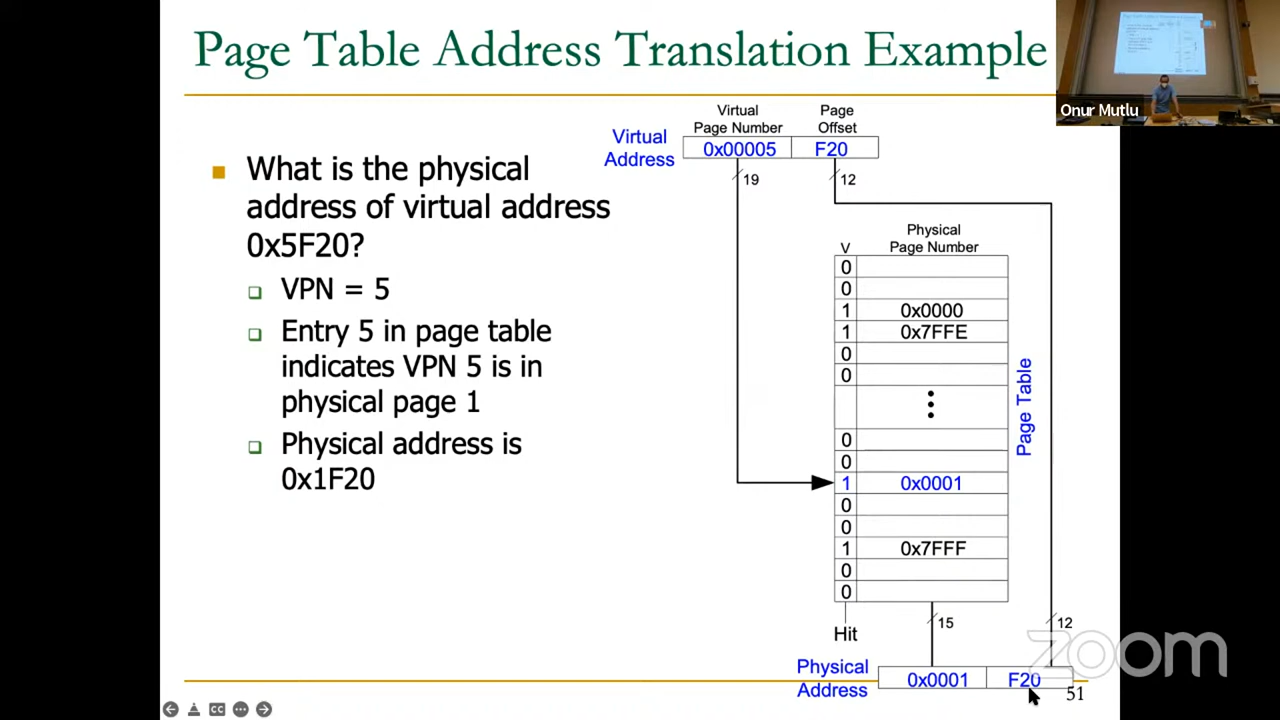 Page Table Address Translation Example
Onur Mutlu
What is the physical
address of virtual address
0x5F20?
VPN = 5
Entry 5 in page table
indicates VPN 5 is in
physical page 1
Physical address is
0x1F20
Virtual
Page Number
Page
Offset
Virtual
Address
0x00005
F20
19
12
V
Physical
Page Number
0
0
1 0x0000
1 0x7FFE
0
0
0
0
1 0x0001
0
0
1 0x7FFF
0
0
Page Table
Hit
15
12
Physical
Address
0x0001
F20
zoom
51
CC